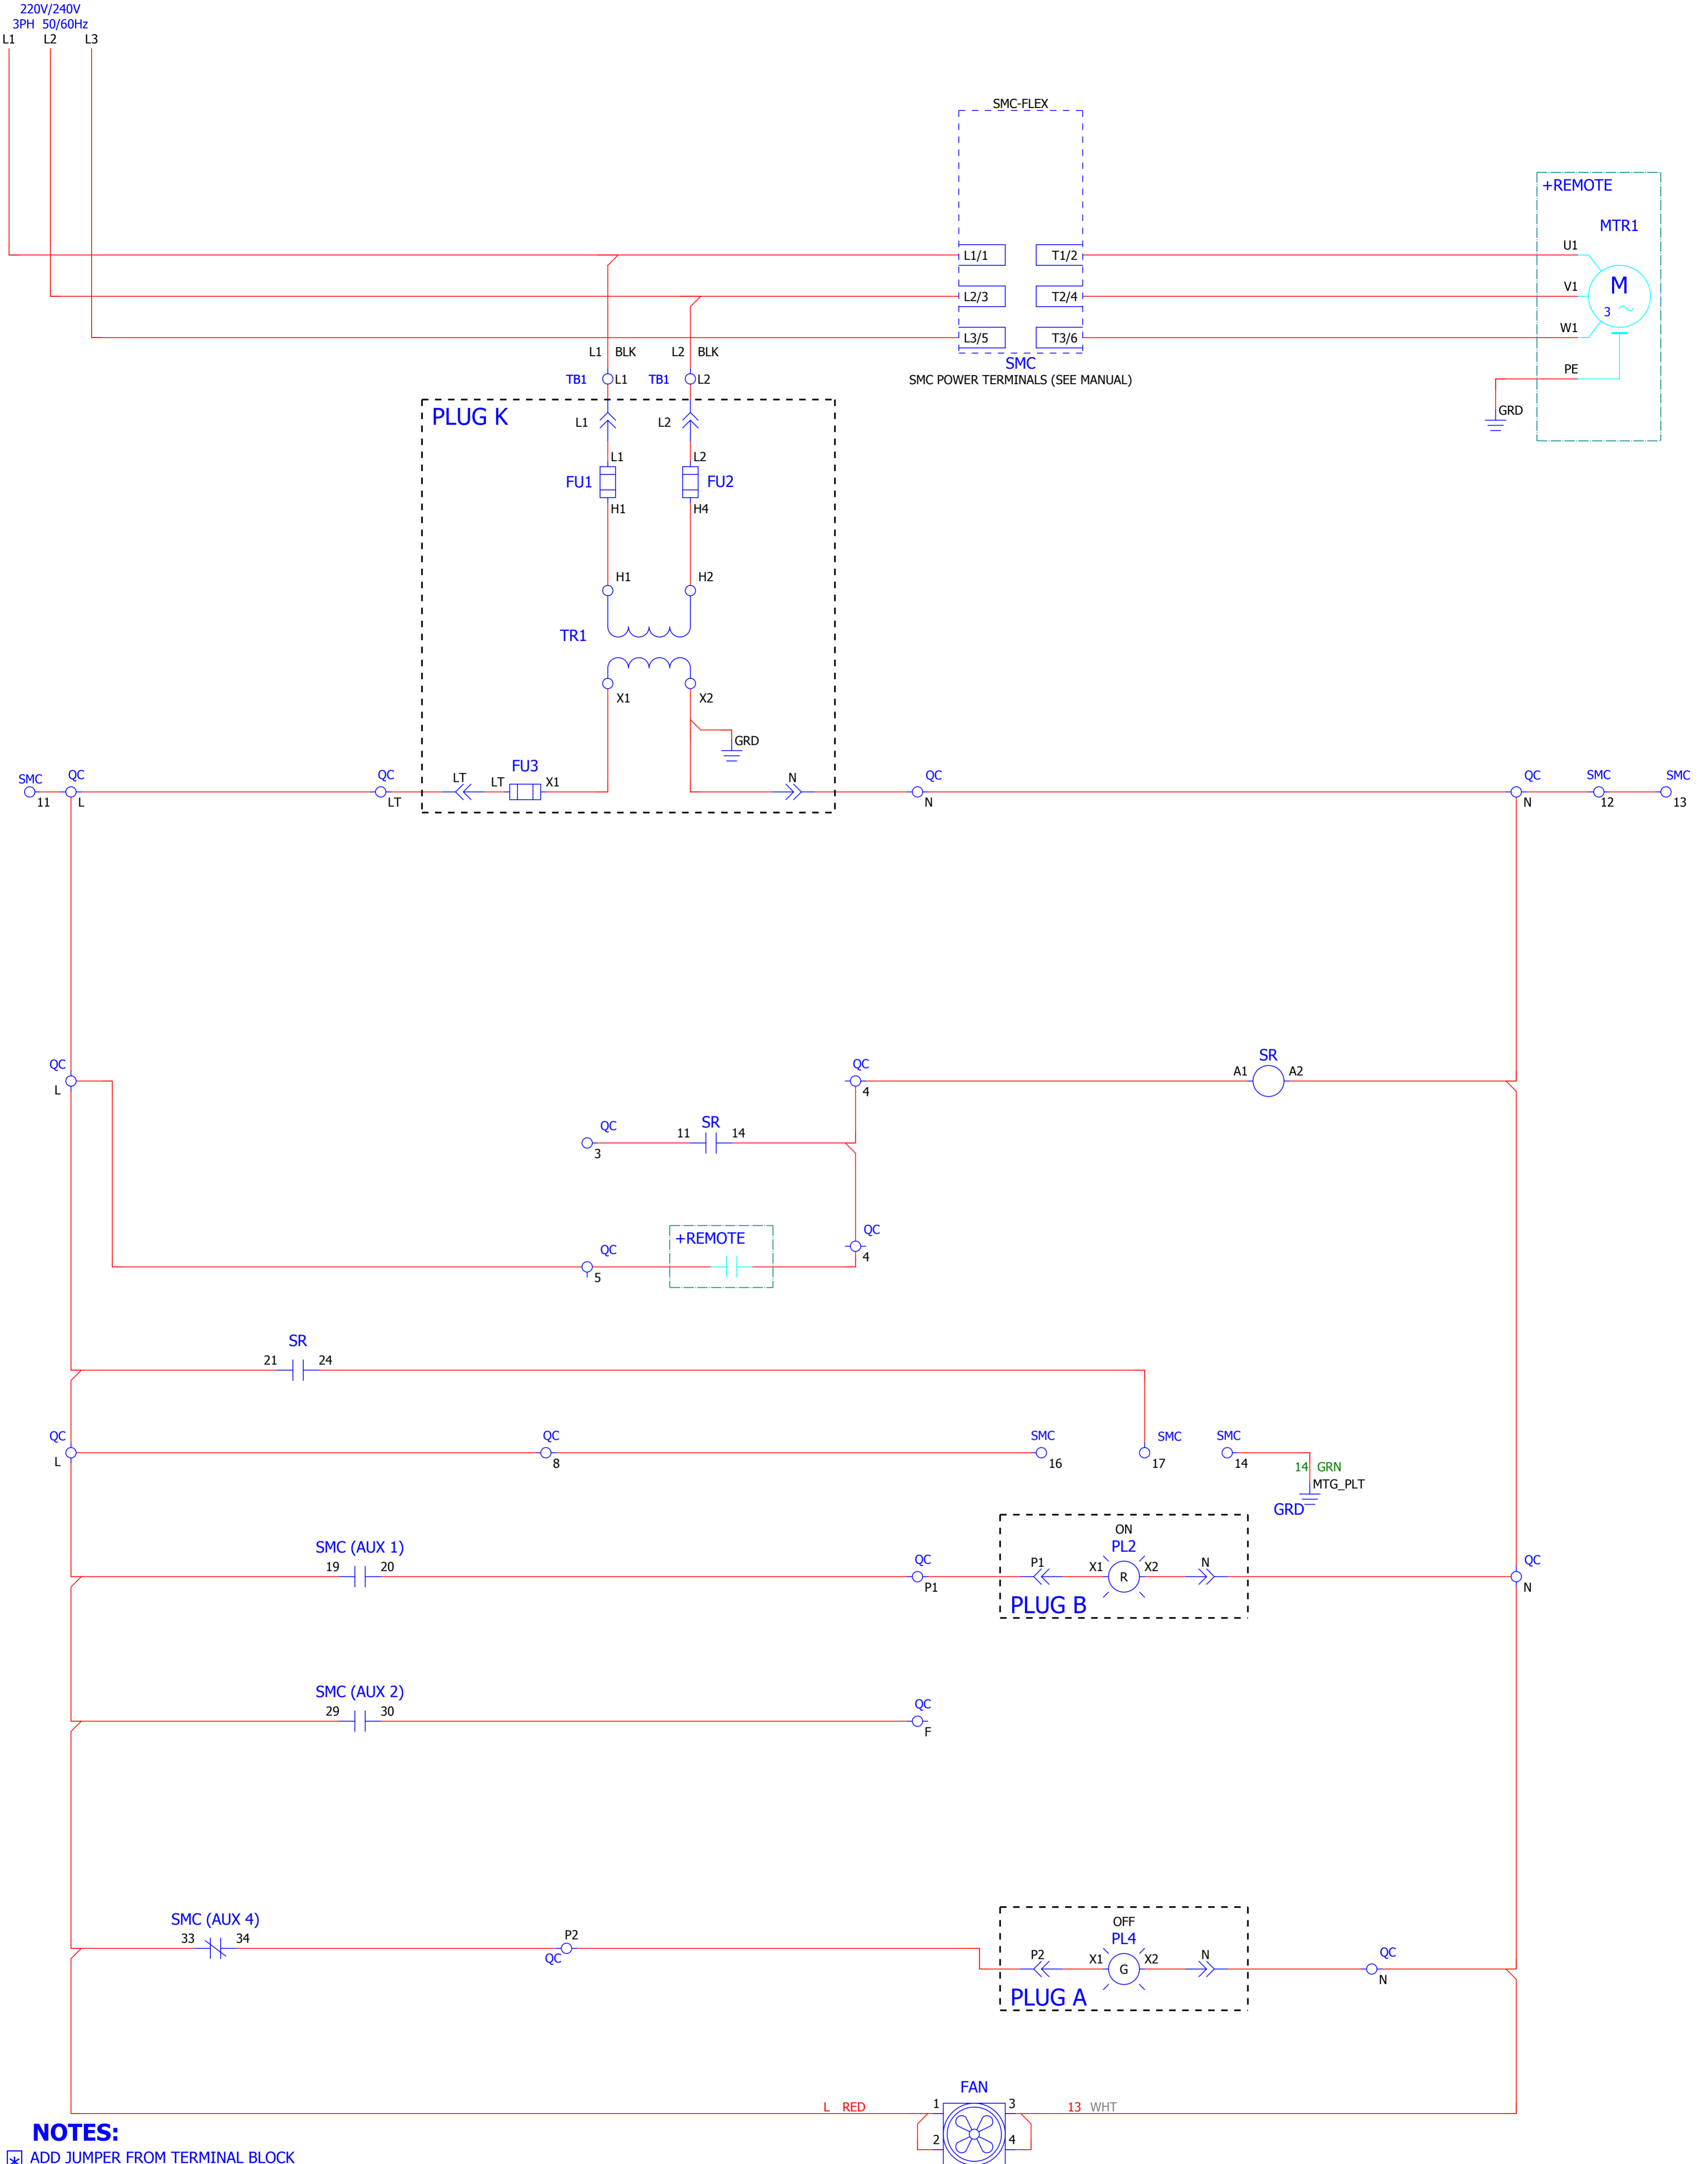 220V/240V
3PH 50/60Hz
L1 L2 L3
SMC-FLEX
+REMOTE
MTR1
L1/1 T1/2 U1
L2/3 T2/4 V1
M
3
L3/5 T3/6 W1
L1 BLK L2 BLK
SMC
SMC POWER TERMINALS (SEE MANUAL)
PE
TB1 L1 TB1 L2
PLUG K
L1 L2
GRD
L1 L2
FU1 FU2
H1 H4
H1 H2
TR1
X1 X2
GRD
FU3
SMC QC QC LT LT X1 N QC QC SMC SMC
11 L LT N N 12 13
QC QC SR
L 4 A1 A2
QC SR
3 11 14
QC
4
+REMOTE
QC
5
SR
21 24
QC QC SMC SMC SMC
L 8 16 17 14
14 GRN
MTG_PLT
GRD
ON
SMC (AUX 1) PL2
19 20 QC P1 X1 R X2 N QC
P1 N
PLUG B
SMC (AUX 2)
29 30 QC
F
SMC (AUX 4) OFF
33 34 P2 PL4
QC P2 X1 G X2 N QC
N
PLUG A
FAN
L RED 1 3 13 WHT
2 4
NOTES:
* ADD JUMPER FROM TERMINAL BLOCK